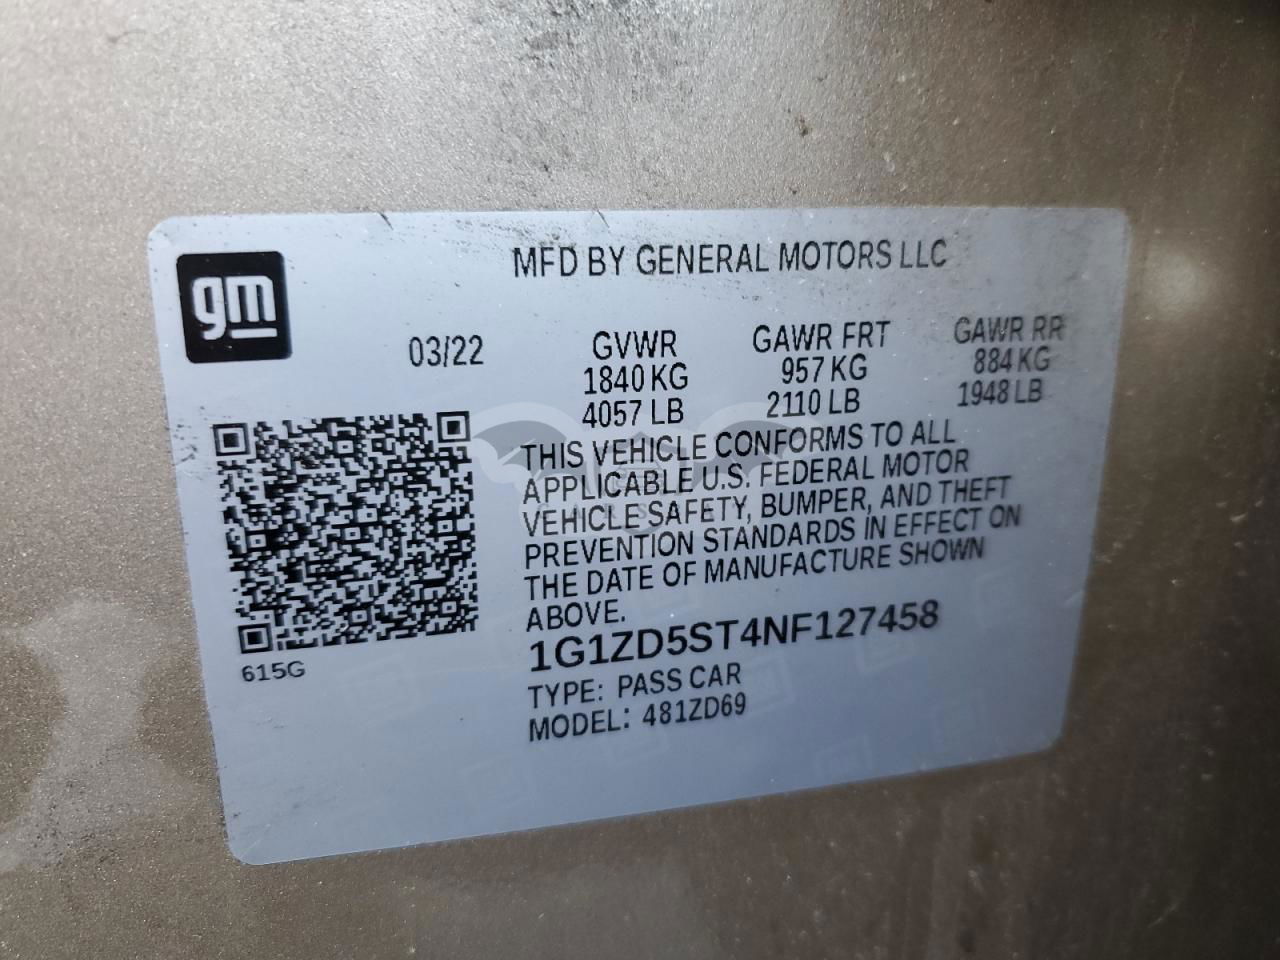 gm
MFD BY GENERAL MOTORS LLC
03/22
GVWR
1840 KG
4057 LB
GAWR FRT
957 KG
2110 LB
GAWR RR
884 KG
1948 LB
THIS VEHICLE CONFORMS TO ALL
APPLICABLE U.S. FEDERAL MOTOR
VEHICLE SAFETY, BUMPER, AND THEFT
PREVENTION STANDARDS IN EFFECT ON
THE DATE OF MANUFACTURE SHOWN
ABOVE.
1G1ZD5ST4NF127458
TYPE: PASS CAR
MODEL: 481ZD69
615G